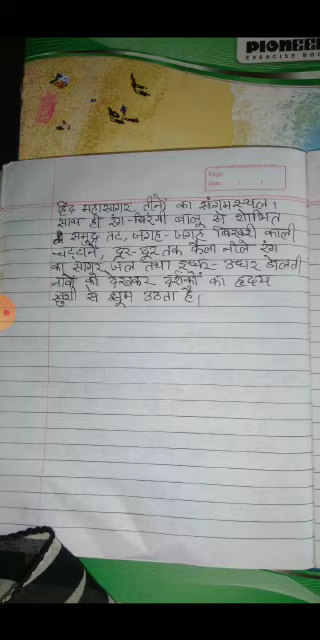 PIONEER
EXERCISE BOO
Page:
Date: / /
हिंद महासागर तीनों का संगमस्थल।
साथ ही रंग-बिरंगी बालू से शोभित
समुद्र तट, जगह-जगह बिखरी काली
चट्टानें, दूर-दूर तक फैला नीले रंग
का सागर जल तथा इधर-उधर डोलती
नावों को देखकर दर्शकों का हृदय
खुशी से झूम उठता है।